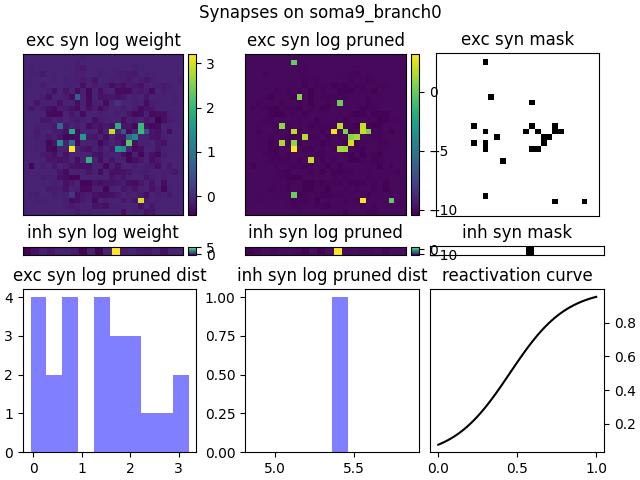 Synapses on soma9_branch0
exc syn log weight
exc syn log pruned
exc syn mask
3
2
1
0
0
−5
−10
inh syn log weight
inh syn log pruned
inh syn mask
5
0
0
10
exc syn log pruned dist
inh syn log pruned dist
reactivation curve
4
3
2
1
0
0 1 2 3
1.00
0.75
0.50
0.25
0.00
5.0 5.5
0.8
0.6
0.4
0.2
0.0 0.5 1.0